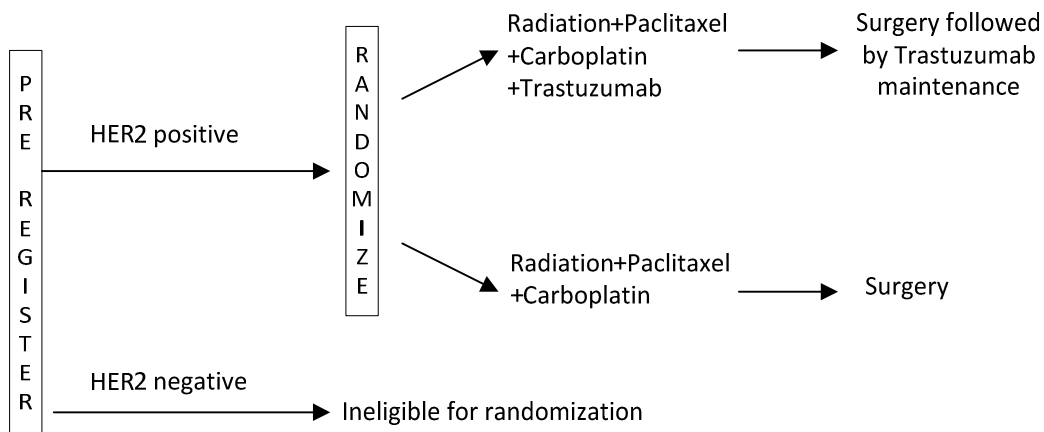 PRE REGISTER
HER2 positive
RANDOMIZE
Radiation+Paclitaxel
+Carboplatin
+Trastuzumab
Surgery followed
by Trastuzumab
maintenance
Radiation+Paclitaxel
+Carboplatin
Surgery
HER2 negative
Ineligible for randomization